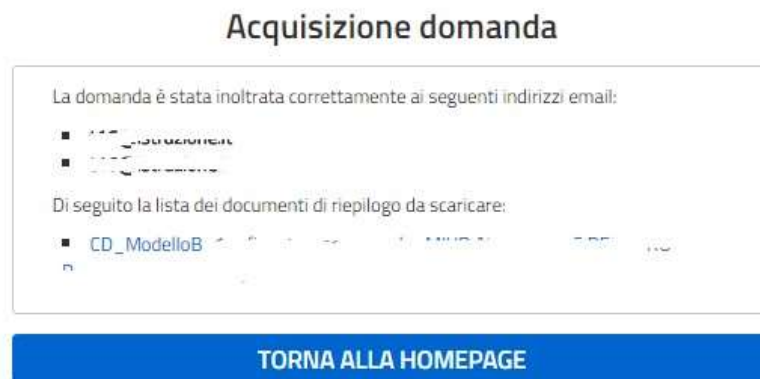 Acquisizione domanda
La domanda è stata inoltrata correttamente ai seguenti indirizzi email:
Di seguito la lista dei documenti di riepilogo da scaricare:
CD_ModelloB
TORNA ALLA HOMEPAGE